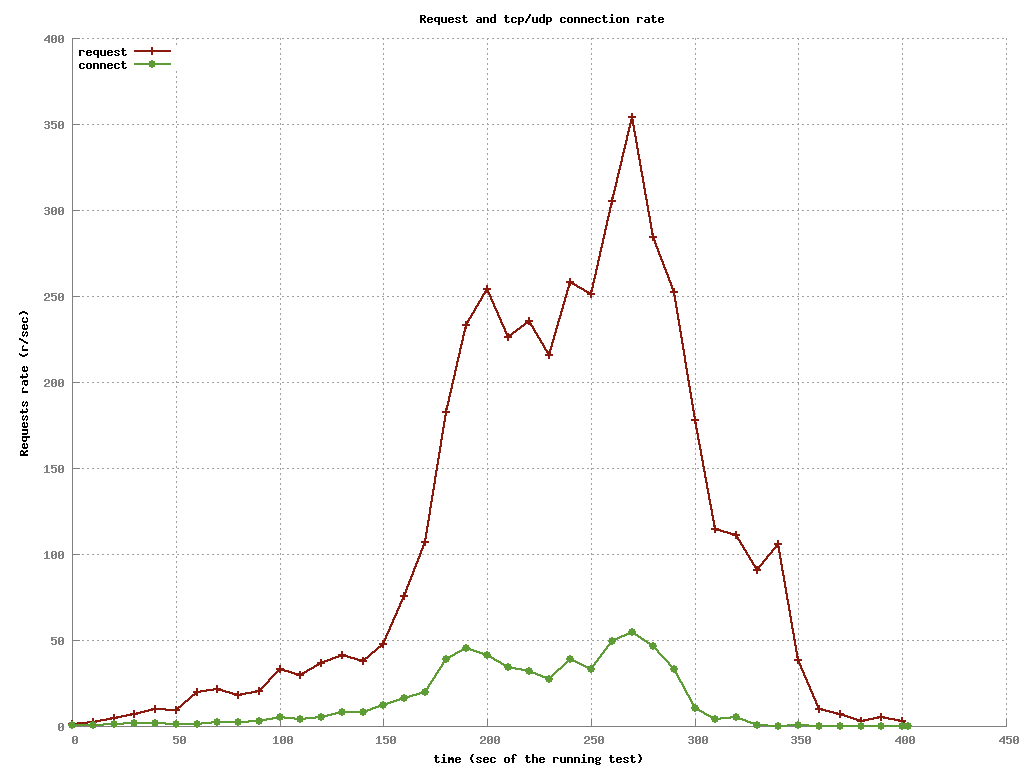 Request and tcp/udp connection rate
400
request
connect
350
300
250
200
150
100
50
0
Requests rate (r/sec)
0 50 100 150 200 250 300 350 400 450
time (sec of the running test)